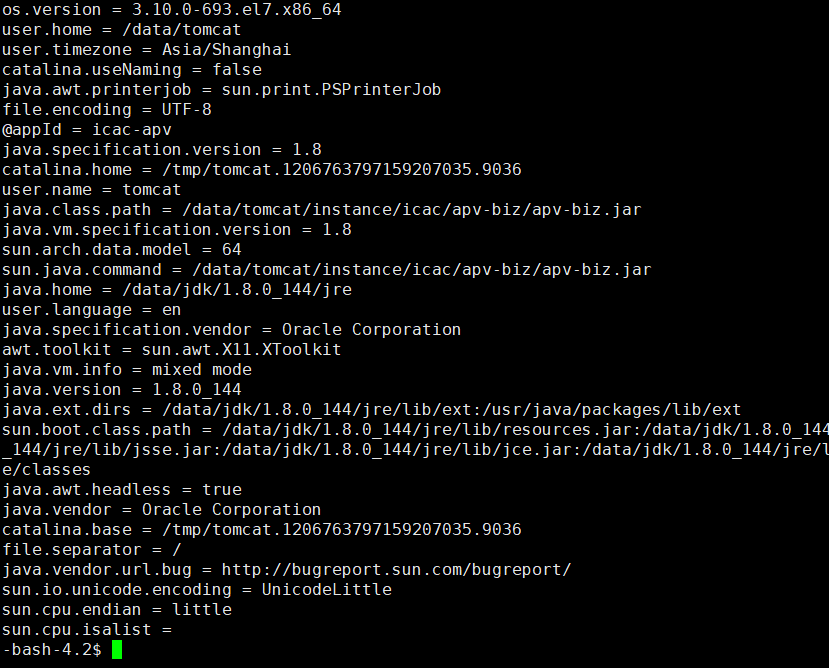 os.version = 3.10.0-693.el7.x86_64
user.home = /data/tomcat
user.timezone = Asia/Shanghai
catalina.useNaming = false
java.awt.printerjob = sun.print.PSPrinterJob
file.encoding = UTF-8
@appId = icac-apv
java.specification.version = 1.8
catalina.home = /tmp/tomcat.1206763797159207035.9036
user.name = tomcat
java.class.path = /data/tomcat/instance/icac/apv-biz/apv-biz.jar
java.vm.specification.version = 1.8
sun.arch.data.model = 64
sun.java.command = /data/tomcat/instance/icac/apv-biz/apv-biz.jar
java.home = /data/jdk/1.8.0_144/jre
user.language = en
java.specification.vendor = Oracle Corporation
awt.toolkit = sun.awt.X11.XToolkit
java.vm.info = mixed mode
java.version = 1.8.0_144
java.ext.dirs = /data/jdk/1.8.0_144/jre/lib/ext:/usr/java/packages/lib/ext
sun.boot.class.path = /data/jdk/1.8.0_144/jre/lib/resources.jar:/data/jdk/1.8.0_144
_144/jre/lib/jsse.jar:/data/jdk/1.8.0_144/jre/lib/jce.jar:/data/jdk/1.8.0_144/jre/l
e/classes
java.awt.headless = true
java.vendor = Oracle Corporation
catalina.base = /tmp/tomcat.1206763797159207035.9036
file.separator = /
java.vendor.url.bug = http://bugreport.sun.com/bugreport/
sun.io.unicode.encoding = UnicodeLittle
sun.cpu.endian = little
sun.cpu.isalist =
-bash-4.2$